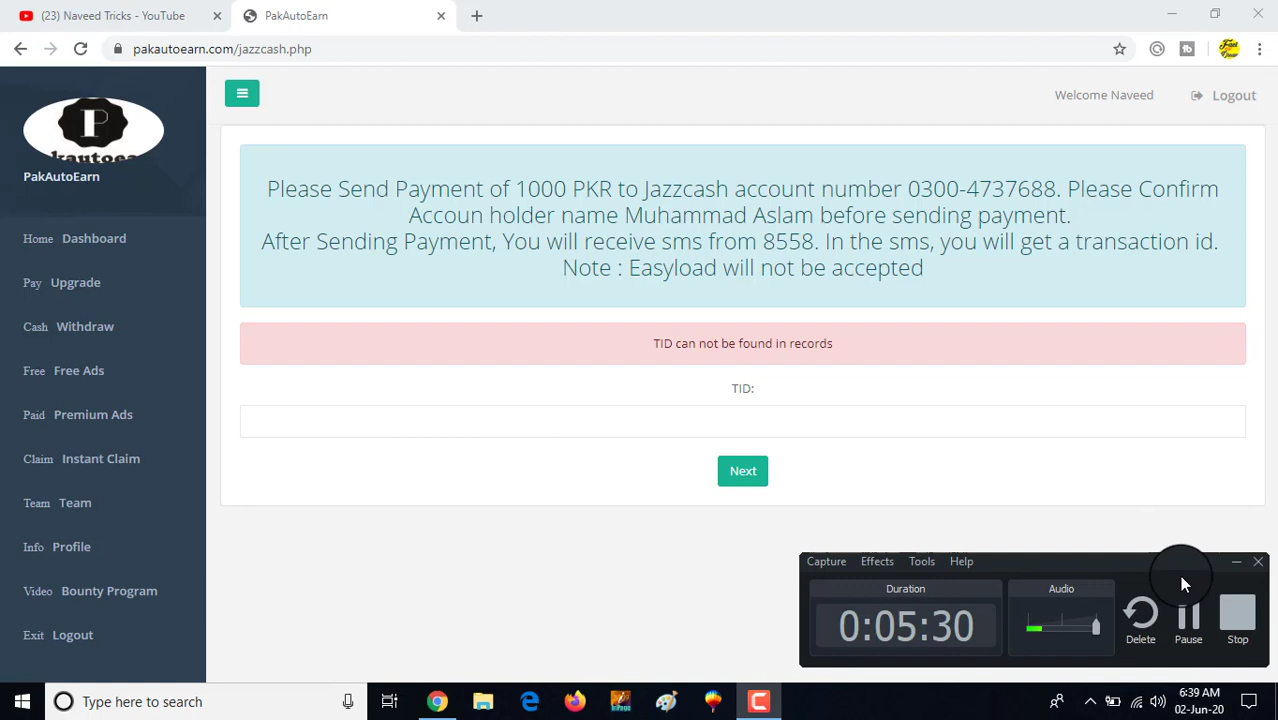 (23) Naveed Tricks - YouTube
PakAutoEarn
pakautoearn.com/jazzcash.php
P
PakAutoEarn
Welcome Naveed
Logout
Home Dashboard
Pay Upgrade
Cash Withdraw
Free Free Ads
Paid Premium Ads
Claim Instant Claim
Team Team
Info Profile
Video Bounty Program
Exit Logout
Please Send Payment of 1000 PKR to Jazzcash account number 0300-4737688. Please Confirm
Accoun holder name Muhammad Aslam before sending payment.
After Sending Payment, You will receive sms from 8558. In the sms, you will get a transaction id.
Note : Easyload will not be accepted
TID can not be found in records
TID:
Next
Capture Effects Tools Help
Duration
0:05:30
Audio
Delete
Pause
Stop
Type here to search
6:39 AM
02-Jun-20